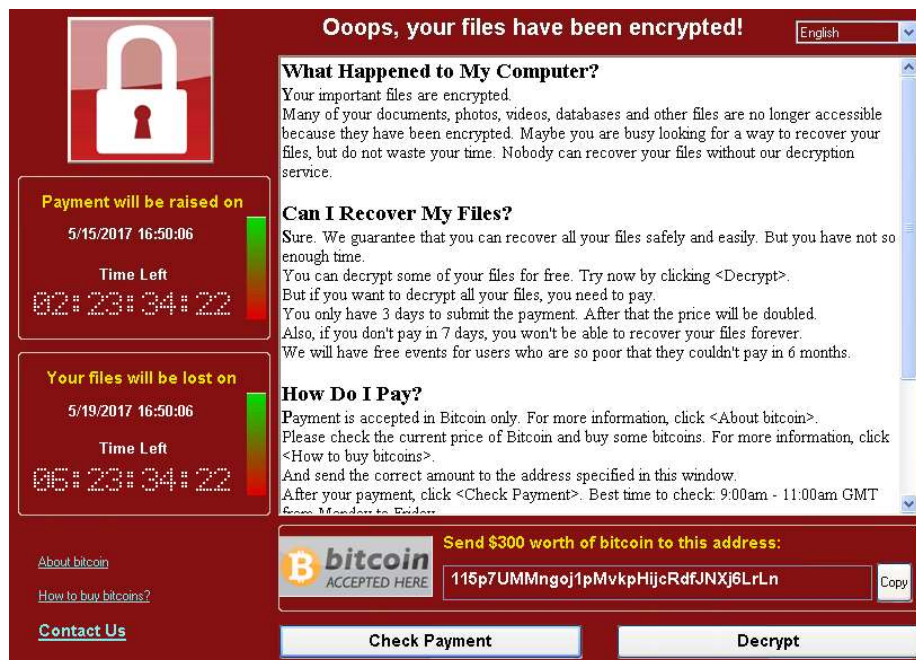 Ooops, your files have been encrypted!
English
What Happened to My Computer?
Your important files are encrypted.
Many of your documents, photos, videos, databases and other files are no longer accessible
because they have been encrypted. Maybe you are busy looking for a way to recover your
files, but do not waste your time. Nobody can recover your files without our decryption
service.
Can I Recover My Files?
Sure. We guarantee that you can recover all your files safely and easily. But you have not so
enough time.
You can decrypt some of your files for free. Try now by clicking <Decrypt>.
But if you want to decrypt all your files, you need to pay.
You only have 3 days to submit the payment. After that the price will be doubled.
Also, if you don't pay in 7 days, you won't be able to recover your files forever.
We will have free events for users who are so poor that they couldn't pay in 6 months.
How Do I Pay?
Payment is accepted in Bitcoin only. For more information, click <About bitcoin>.
Please check the current price of Bitcoin and buy some bitcoins. For more information, click
<How to buy bitcoins>.
And send the correct amount to the address specified in this window.
After your payment, click <Check Payment>. Best time to check: 9:00am - 11:00am GMT
from Monday to Friday.
Payment will be raised on
5/15/2017 16:50:06
Time Left
02:23:34:22
Your files will be lost on
5/19/2017 16:50:06
Time Left
06:23:34:22
About bitcoin
How to buy bitcoins?
Contact Us
bitcoin
ACCEPTED HERE
Send $300 worth of bitcoin to this address:
115p7UMMngoj1pMvkpHijcRdfJNXj6LrLn
Copy
Check Payment
Decrypt